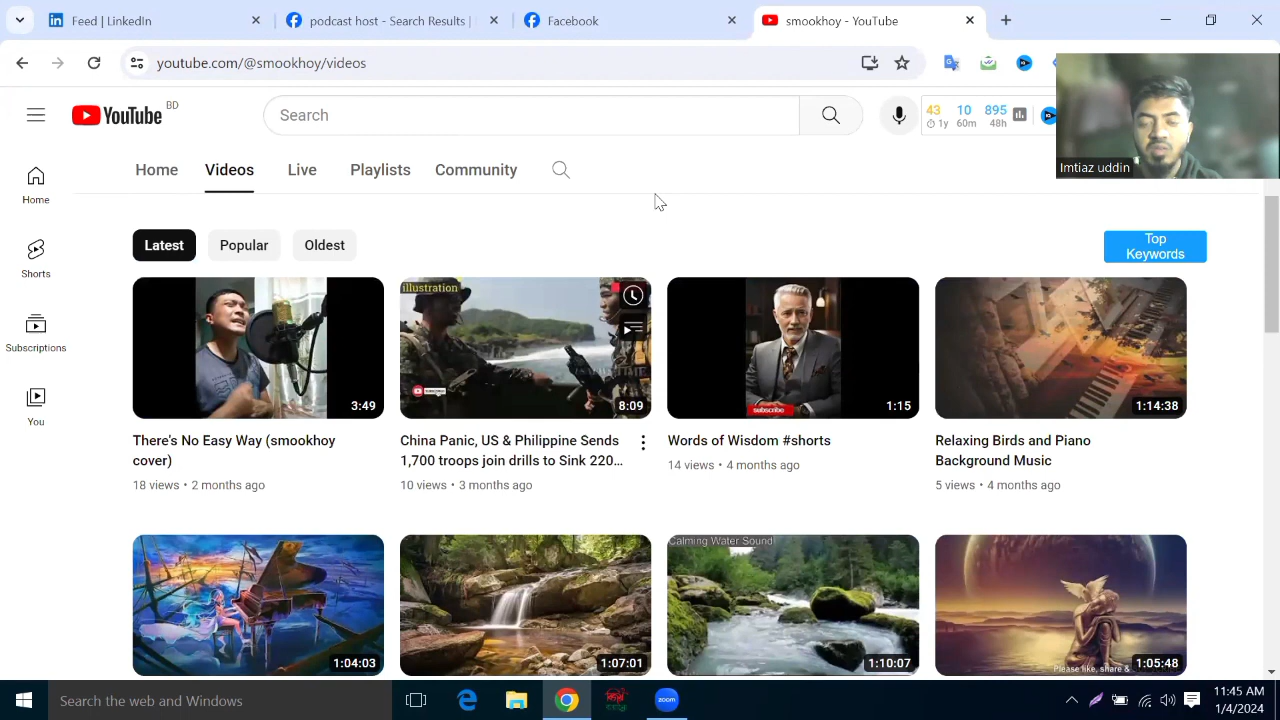 Feed | LinkedIn
podcast host - Search Results |
Facebook
smookhoy - YouTube
youtube.com/@smookhoy/videos
YouTube BD
Search
43 10 895
1y 60m 48h
Imtiaz uddin
Home Videos Live Playlists Community
Home
Shorts
Subscriptions
You
Latest Popular Oldest
Top
Keywords
3:49
There's No Easy Way (smookhoy
cover)
18 views • 2 months ago
illustration
8:09
China Panic, US & Philippine Sends
1,700 troops join drills to Sink 220...
10 views • 3 months ago
subscribe
1:15
Words of Wisdom #shorts
14 views • 4 months ago
1:14:38
Relaxing Birds and Piano
Background Music
5 views • 4 months ago
1:04:03
1:07:01
Calming Water Sound
1:10:07
Please like, share &
1:05:48
Search the web and Windows
zoom
11:45 AM
1/4/2024